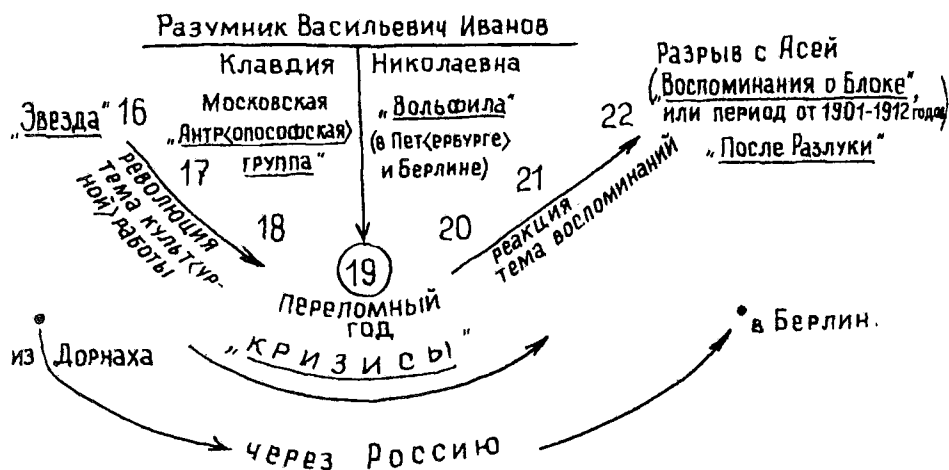 Разумник Васильевич Иванов
Клавдия Николаевна
Московская
„Антр<опософская>
группа"
„Вольфила"
(в Пет<ербурге>
и Берлине)
Разрыв с Асей
(„Воспоминания о Блоке",
или период от 1901-1912 годов)
„После Разлуки"
„Звезда" 16
17
18
19
20
21
22
революция
тема культ<ур-
ной> работы
реакция
тема воспоминаний
переломный
год
„Кризисы"
из Дорнаха
через Россию
в Берлин.